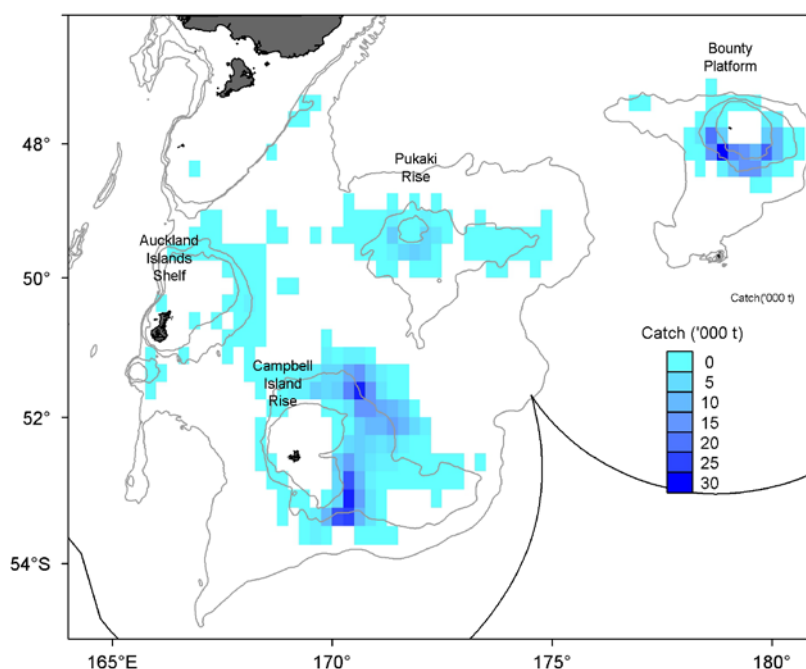 Bounty
Platform
48°
Pukaki
Rise
Auckland
Islands
Shelf
50°
Catch('000 t)
Catch ('000 t)
0
5
10
15
20
25
30
Campbell
Island
Rise
52°
54°S
165°E
170°
175°
180°